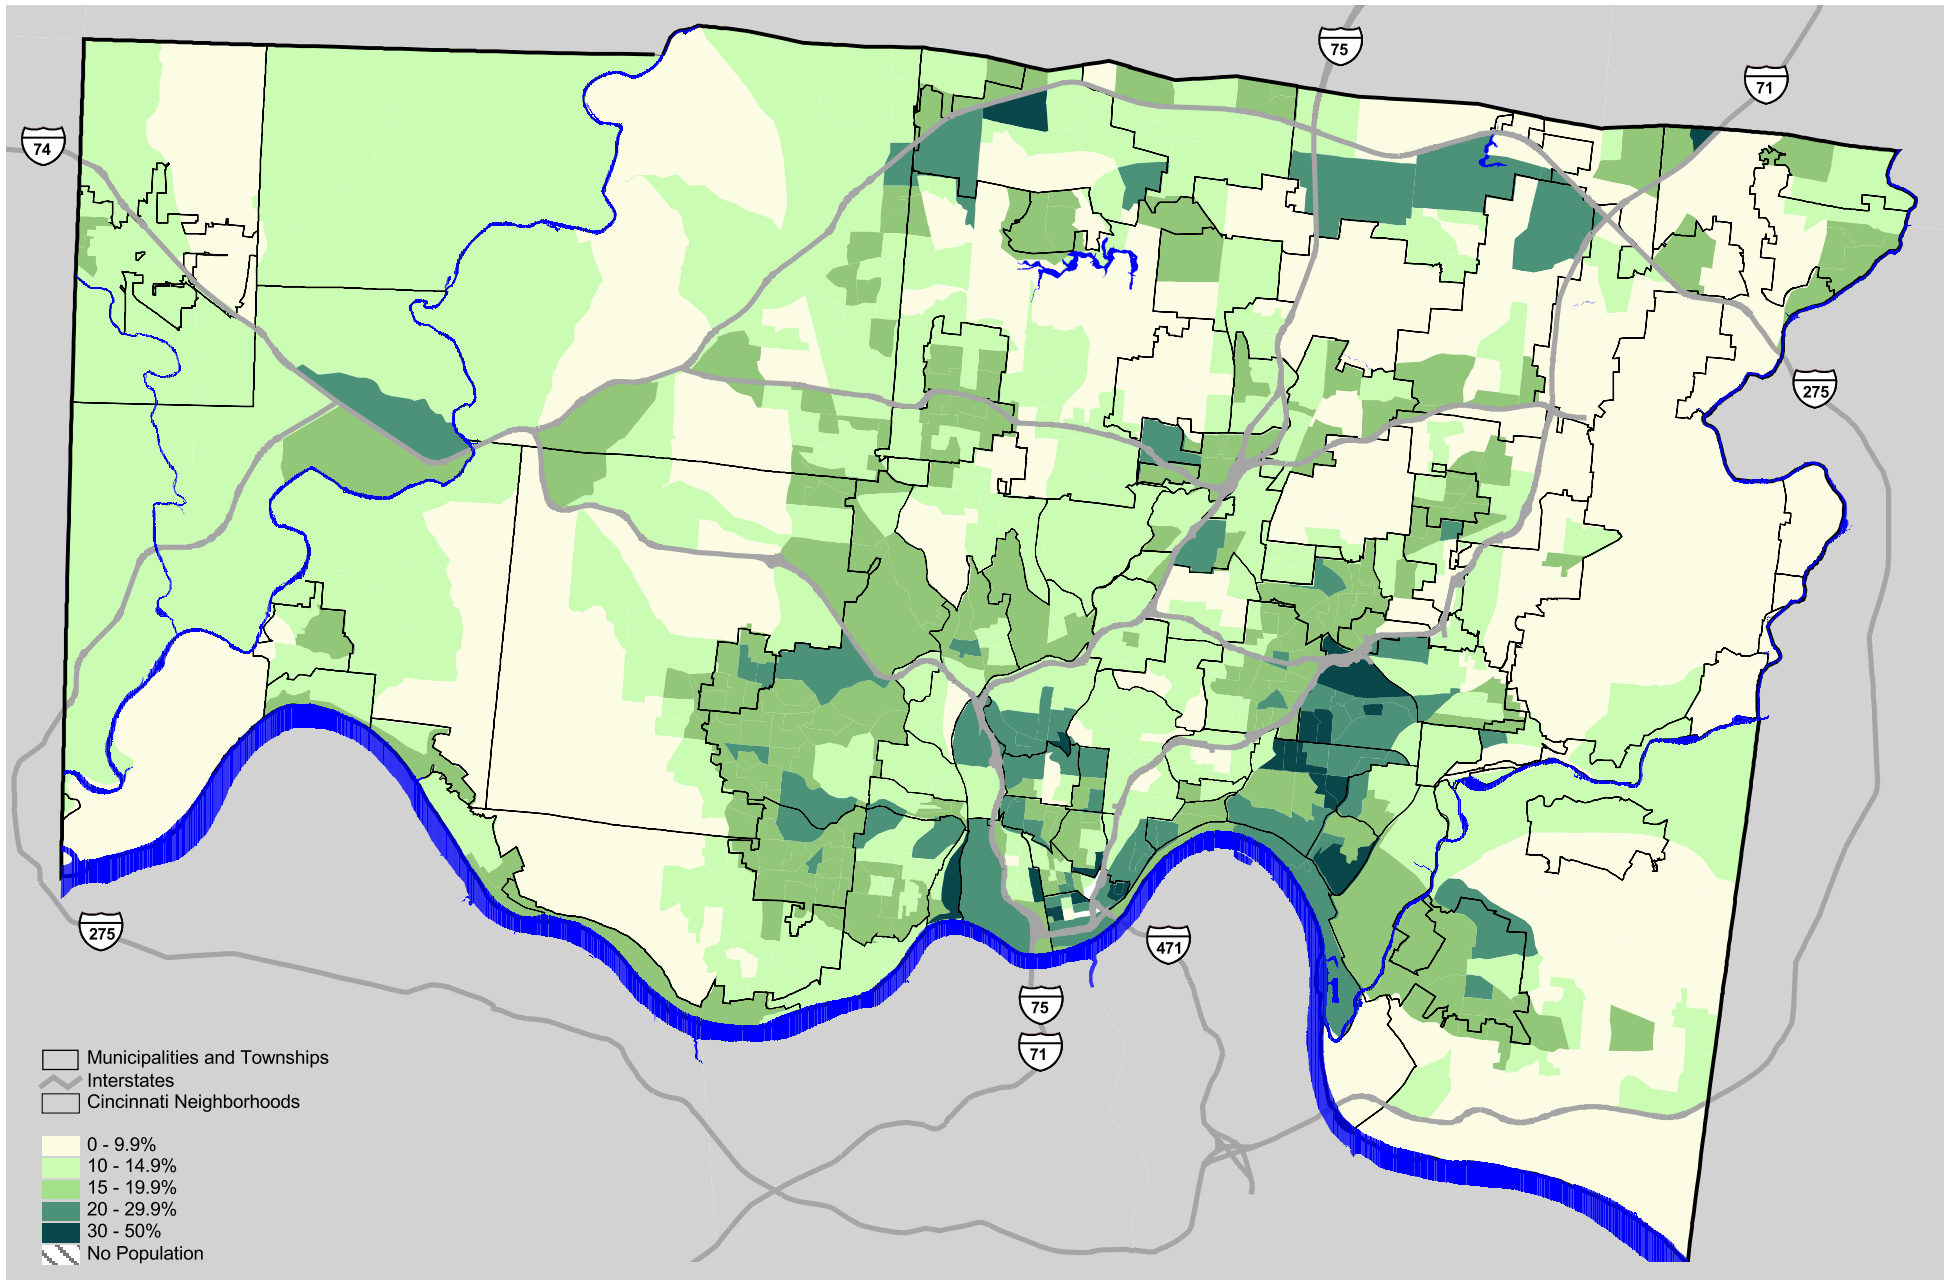 75
71
74
275
275
471
75
71
Municipalities and Townships
Interstates
Cincinnati Neighborhoods
0 - 9.9%
10 - 14.9%
15 - 19.9%
20 - 29.9%
30 - 50%
No Population